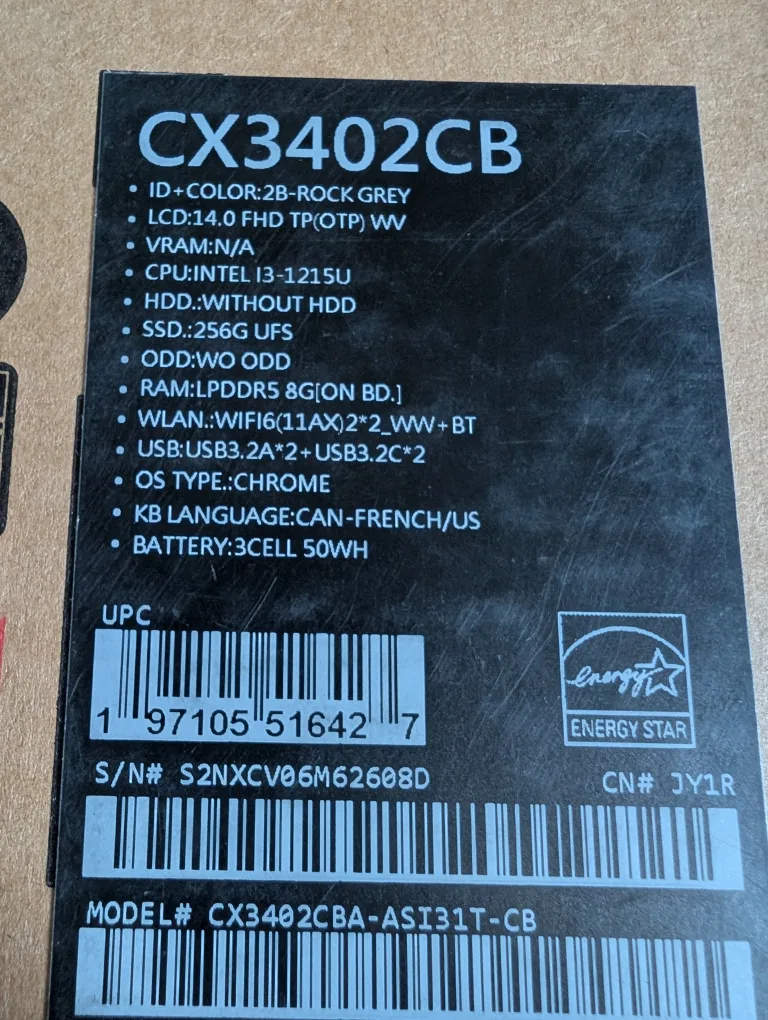 CX3402CB
• ID+COLOR:2B-ROCK GREY
• LCD:14.0 FHD TP(OTP) WV
• VRAM:N/A
• CPU:INTEL I3-1215U
• HDD.:WITHOUT HDD
• SSD.:256G UFS
• ODD:WO ODD
• RAM:LPDDR5 8G[ON BD.]
• WLAN.:WIFI6(11AX)2*2_WW+BT
• USB:USB3.2A*2+USB3.2C*2
• OS TYPE.:CHROME
• KB LANGUAGE:CAN-FRENCH/US
• BATTERY:3CELL 50WH
UPC
1 97105 51642 7
energy
ENERGY STAR
S/N# S2NXCV06M62608D CN# JY1R
MODEL# CX3402CBA-ASI31T-CB